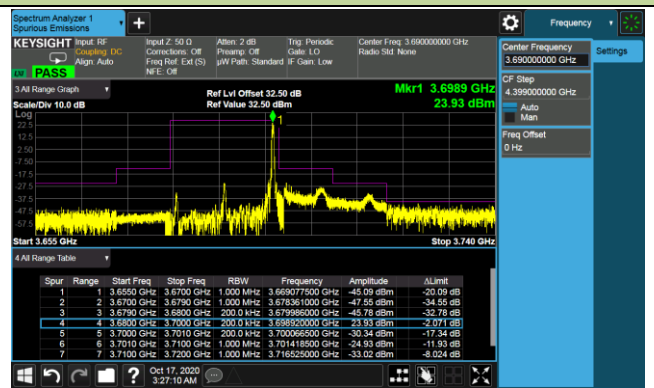 Spectrum Analyzer 1
Spurious Emissions
Frequency
KEYSIGHT
Input: RF
Coupling: DC
Align: Auto
Input Z: 50 Ω
Corrections: Off
Freq Ref: Ext (S)
NFE: Off
Atten: 2 dB
Preamp: Off
µW Path: Standard
Trig: Periodic
Gate: LO
IF Gain: Low
Center Freq: 3.690000000 GHz
Radio Std: None
PASS
3 All Range Graph
Scale/Div 10.0 dB
Ref Lvl Offset 32.50 dB
Ref Value 32.50 dBm
Mkr1 3.6989 GHz
23.93 dBm
Log
22.5
12.5
2.50
-7.50
-17.5
-27.5
-37.5
-47.5
-57.5
1
Start 3.655 GHz
Stop 3.740 GHz
4 All Range Table
Spur Range Start Freq Stop Freq RBW Frequency Amplitude ΔLimit
1 1 3.6550 GHz 3.6700 GHz 1.000 MHz 3.669077500 GHz -45.09 dBm -20.09 dB
2 2 3.6700 GHz 3.6790 GHz 1.000 MHz 3.678361000 GHz -47.55 dBm -34.55 dB
3 3 3.6790 GHz 3.6800 GHz 200.0 kHz 3.679986000 GHz -45.78 dBm -32.78 dB
4 4 3.6800 GHz 3.7000 GHz 200.0 kHz 3.698920000 GHz 23.93 dBm -2.071 dB
5 5 3.7000 GHz 3.7010 GHz 200.0 kHz 3.700066500 GHz -30.34 dBm -17.34 dB
6 6 3.7010 GHz 3.7100 GHz 1.000 MHz 3.701418500 GHz -24.93 dBm -11.93 dB
7 7 3.7100 GHz 3.7200 GHz 1.000 MHz 3.716525000 GHz -33.02 dBm -8.024 dB
Center Frequency
3.690000000 GHz
Settings
CF Step
4.399000000 GHz
Auto
Man
Freq Offset
0 Hz
?
Oct 17, 2020
3:27:10 AM